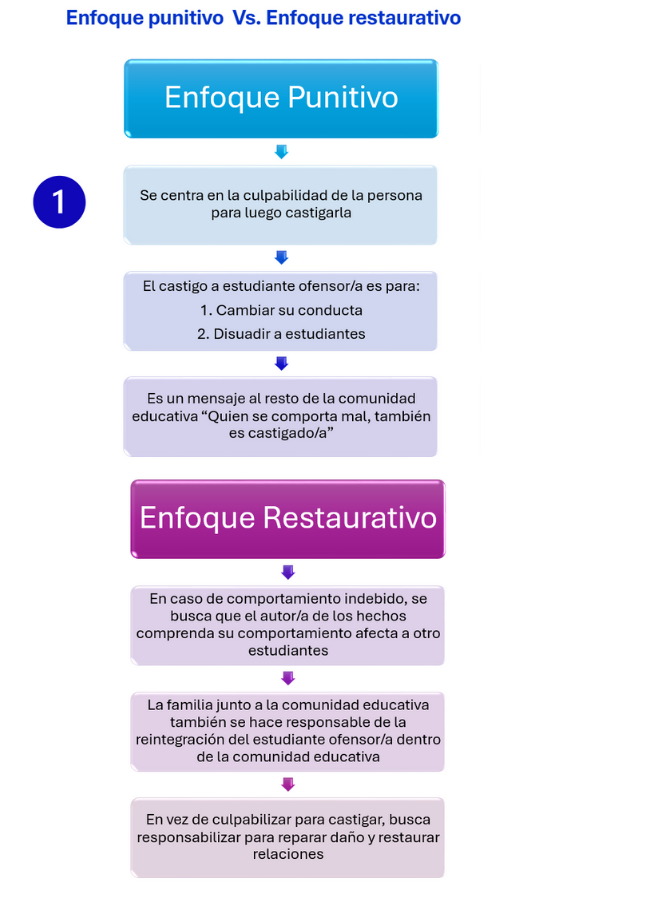 Enfoque punitivo Vs. Enfoque restaurativo
Enfoque Punitivo
1
Se centra en la culpabilidad de la persona
para luego castigarla
El castigo a estudiante ofensor/a es para:
1. Cambiar su conducta
2. Disuadir a estudiantes
Es un mensaje al resto de la comunidad
educativa “Quien se comporta mal, también
es castigado/a”
Enfoque Restaurativo
En caso de comportamiento indebido, se
busca que el autor/a de los hechos
comprenda su comportamiento afecta a otro
estudiantes
La familia junto a la comunidad educativa
también se hace responsable de la
reintegración del estudiante ofensor/a dentro
de la comunidad educativa
En vez de culpabilizar para castigar, busca
responsabilizar para reparar daño y restaurar
relaciones